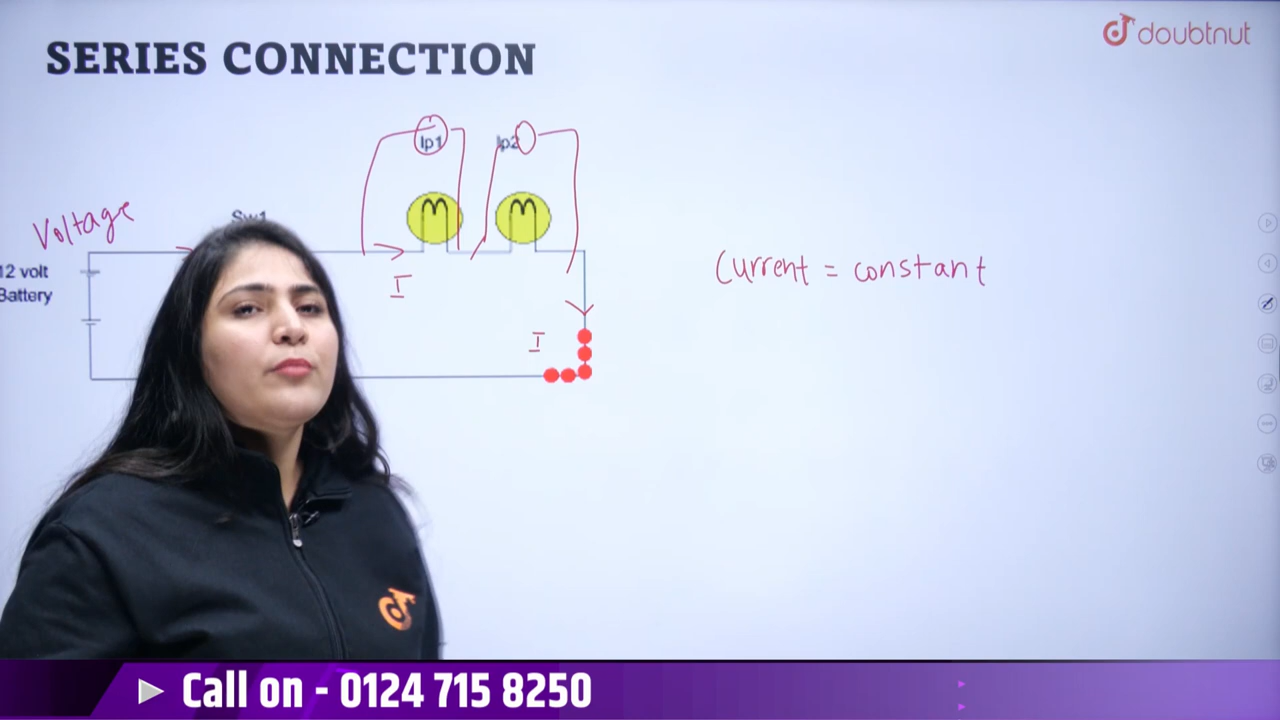 SERIES CONNECTION
doubtnut
lp1
lp2
Voltage
Sw1
12 volt
Battery
I
Current = constant
I
Call on - 0124 715 8250